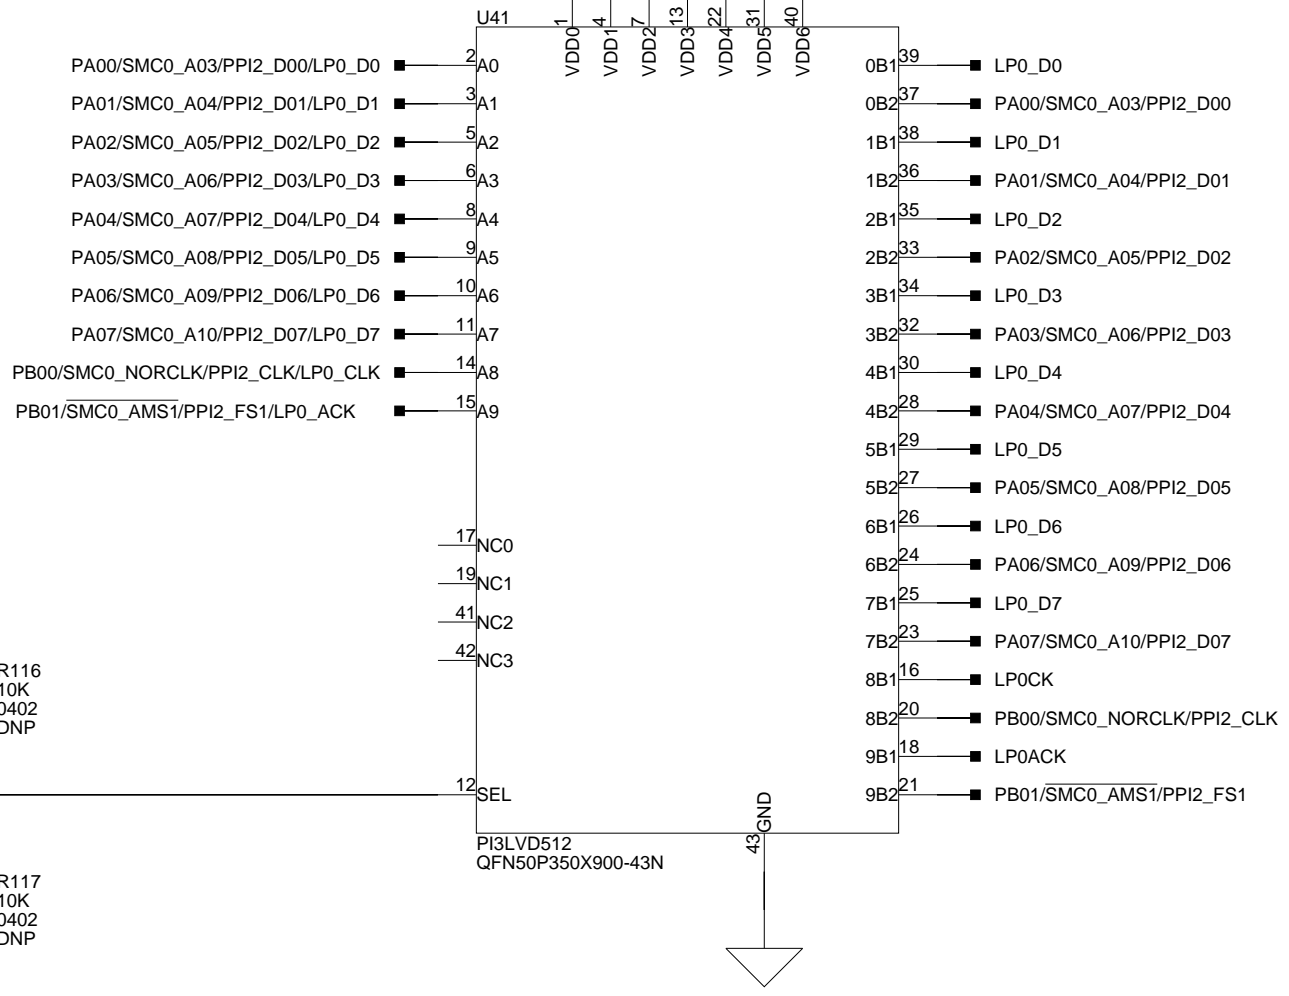 U41
1 4 7 13 22 31 40
VDD0 VDD1 VDD2 VDD3 VDD4 VDD5 VDD6
PA00/SMC0_A03/PPI2_D00/LP0_D0 2 A0 0B1 39 LP0_D0
PA01/SMC0_A04/PPI2_D01/LP0_D1 3 A1 0B2 37 PA00/SMC0_A03/PPI2_D00
PA02/SMC0_A05/PPI2_D02/LP0_D2 5 A2 1B1 38 LP0_D1
PA03/SMC0_A06/PPI2_D03/LP0_D3 6 A3 1B2 36 PA01/SMC0_A04/PPI2_D01
PA04/SMC0_A07/PPI2_D04/LP0_D4 8 A4 2B1 35 LP0_D2
PA05/SMC0_A08/PPI2_D05/LP0_D5 9 A5 2B2 33 PA02/SMC0_A05/PPI2_D02
PA06/SMC0_A09/PPI2_D06/LP0_D6 10 A6 3B1 34 LP0_D3
PA07/SMC0_A10/PPI2_D07/LP0_D7 11 A7 3B2 32 PA03/SMC0_A06/PPI2_D03
PB00/SMC0_NORCLK/PPI2_CLK/LP0_CLK 14 A8 4B1 30 LP0_D4
PB01/SMC0_AMS1/PPI2_FS1/LP0_ACK 15 A9 4B2 28 PA04/SMC0_A07/PPI2_D04
5B1 29 LP0_D5
5B2 27 PA05/SMC0_A08/PPI2_D05
6B1 26 LP0_D6
17 NC0
6B2 24 PA06/SMC0_A09/PPI2_D06
19 NC1
7B1 25 LP0_D7
41 NC2
7B2 23 PA07/SMC0_A10/PPI2_D07
42 NC3
8B1 16 LP0CK
8B2 20 PB00/SMC0_NORCLK/PPI2_CLK
9B1 18 LP0ACK
R116
10K
0402
DNP
12 SEL 9B2 21 PB01/SMC0_AMS1/PPI2_FS1
43 GND
PI3LVD512
QFN50P350X900-43N
R117
10K
0402
DNP